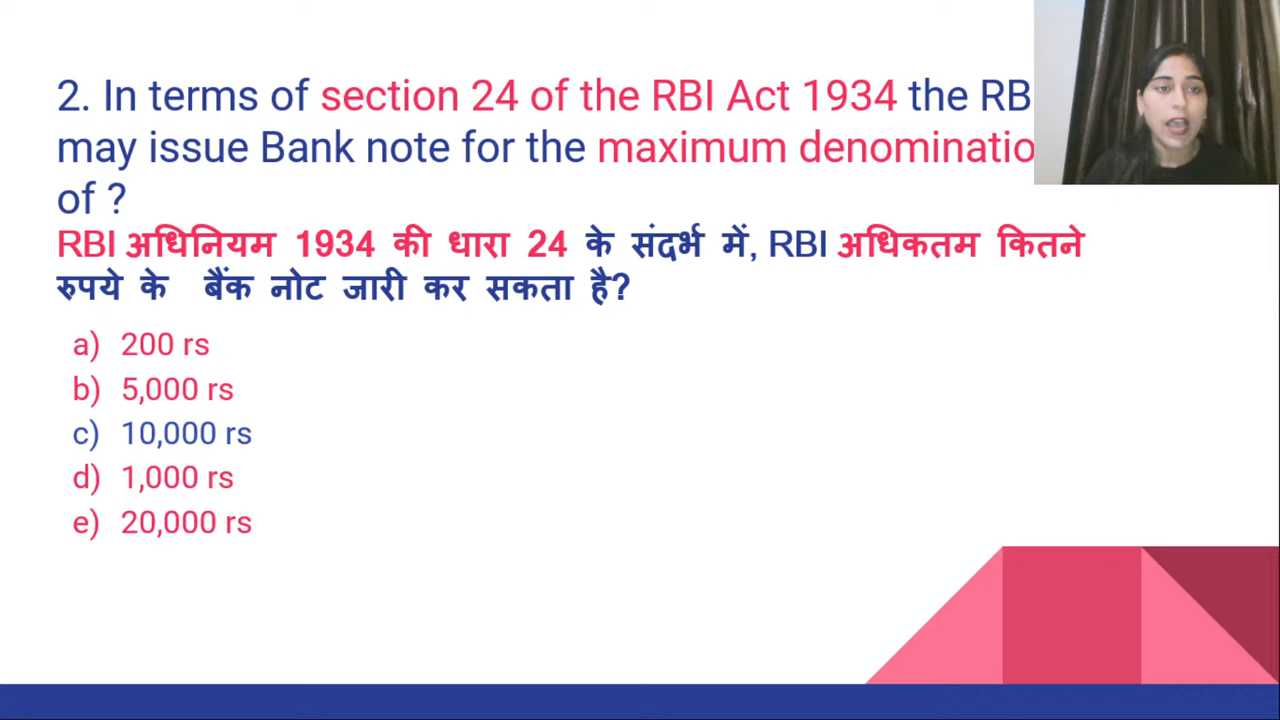 2. In terms of section 24 of the RBI Act 1934 the RB
may issue Bank note for the maximum denominatio
of ?
RBI अधिनियम 1934 की धारा 24 के संदर्भ में, RBI अधिकतम कितने
रुपये के बैंक नोट जारी कर सकता है?
a) 200 rs
b) 5,000 rs
c) 10,000 rs
d) 1,000 rs
e) 20,000 rs